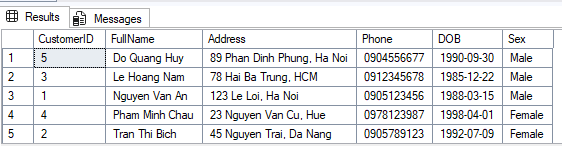 Results Messages
CustomerID FullName Address Phone DOB Sex
1 5 Do Quang Huy 89 Phan Dinh Phung, Ha Noi 0904556677 1990-09-30 Male
2 3 Le Hoang Nam 78 Hai Ba Trung, HCM 0912345678 1985-12-22 Male
3 1 Nguyen Van An 123 Le Loi, Ha Noi 0905123456 1988-03-15 Male
4 4 Pham Minh Chau 23 Nguyen Van Cu, Hue 0978123987 1998-04-01 Female
5 2 Tran Thi Bich 45 Nguyen Trai, Da Nang 0905789123 1992-07-09 Female